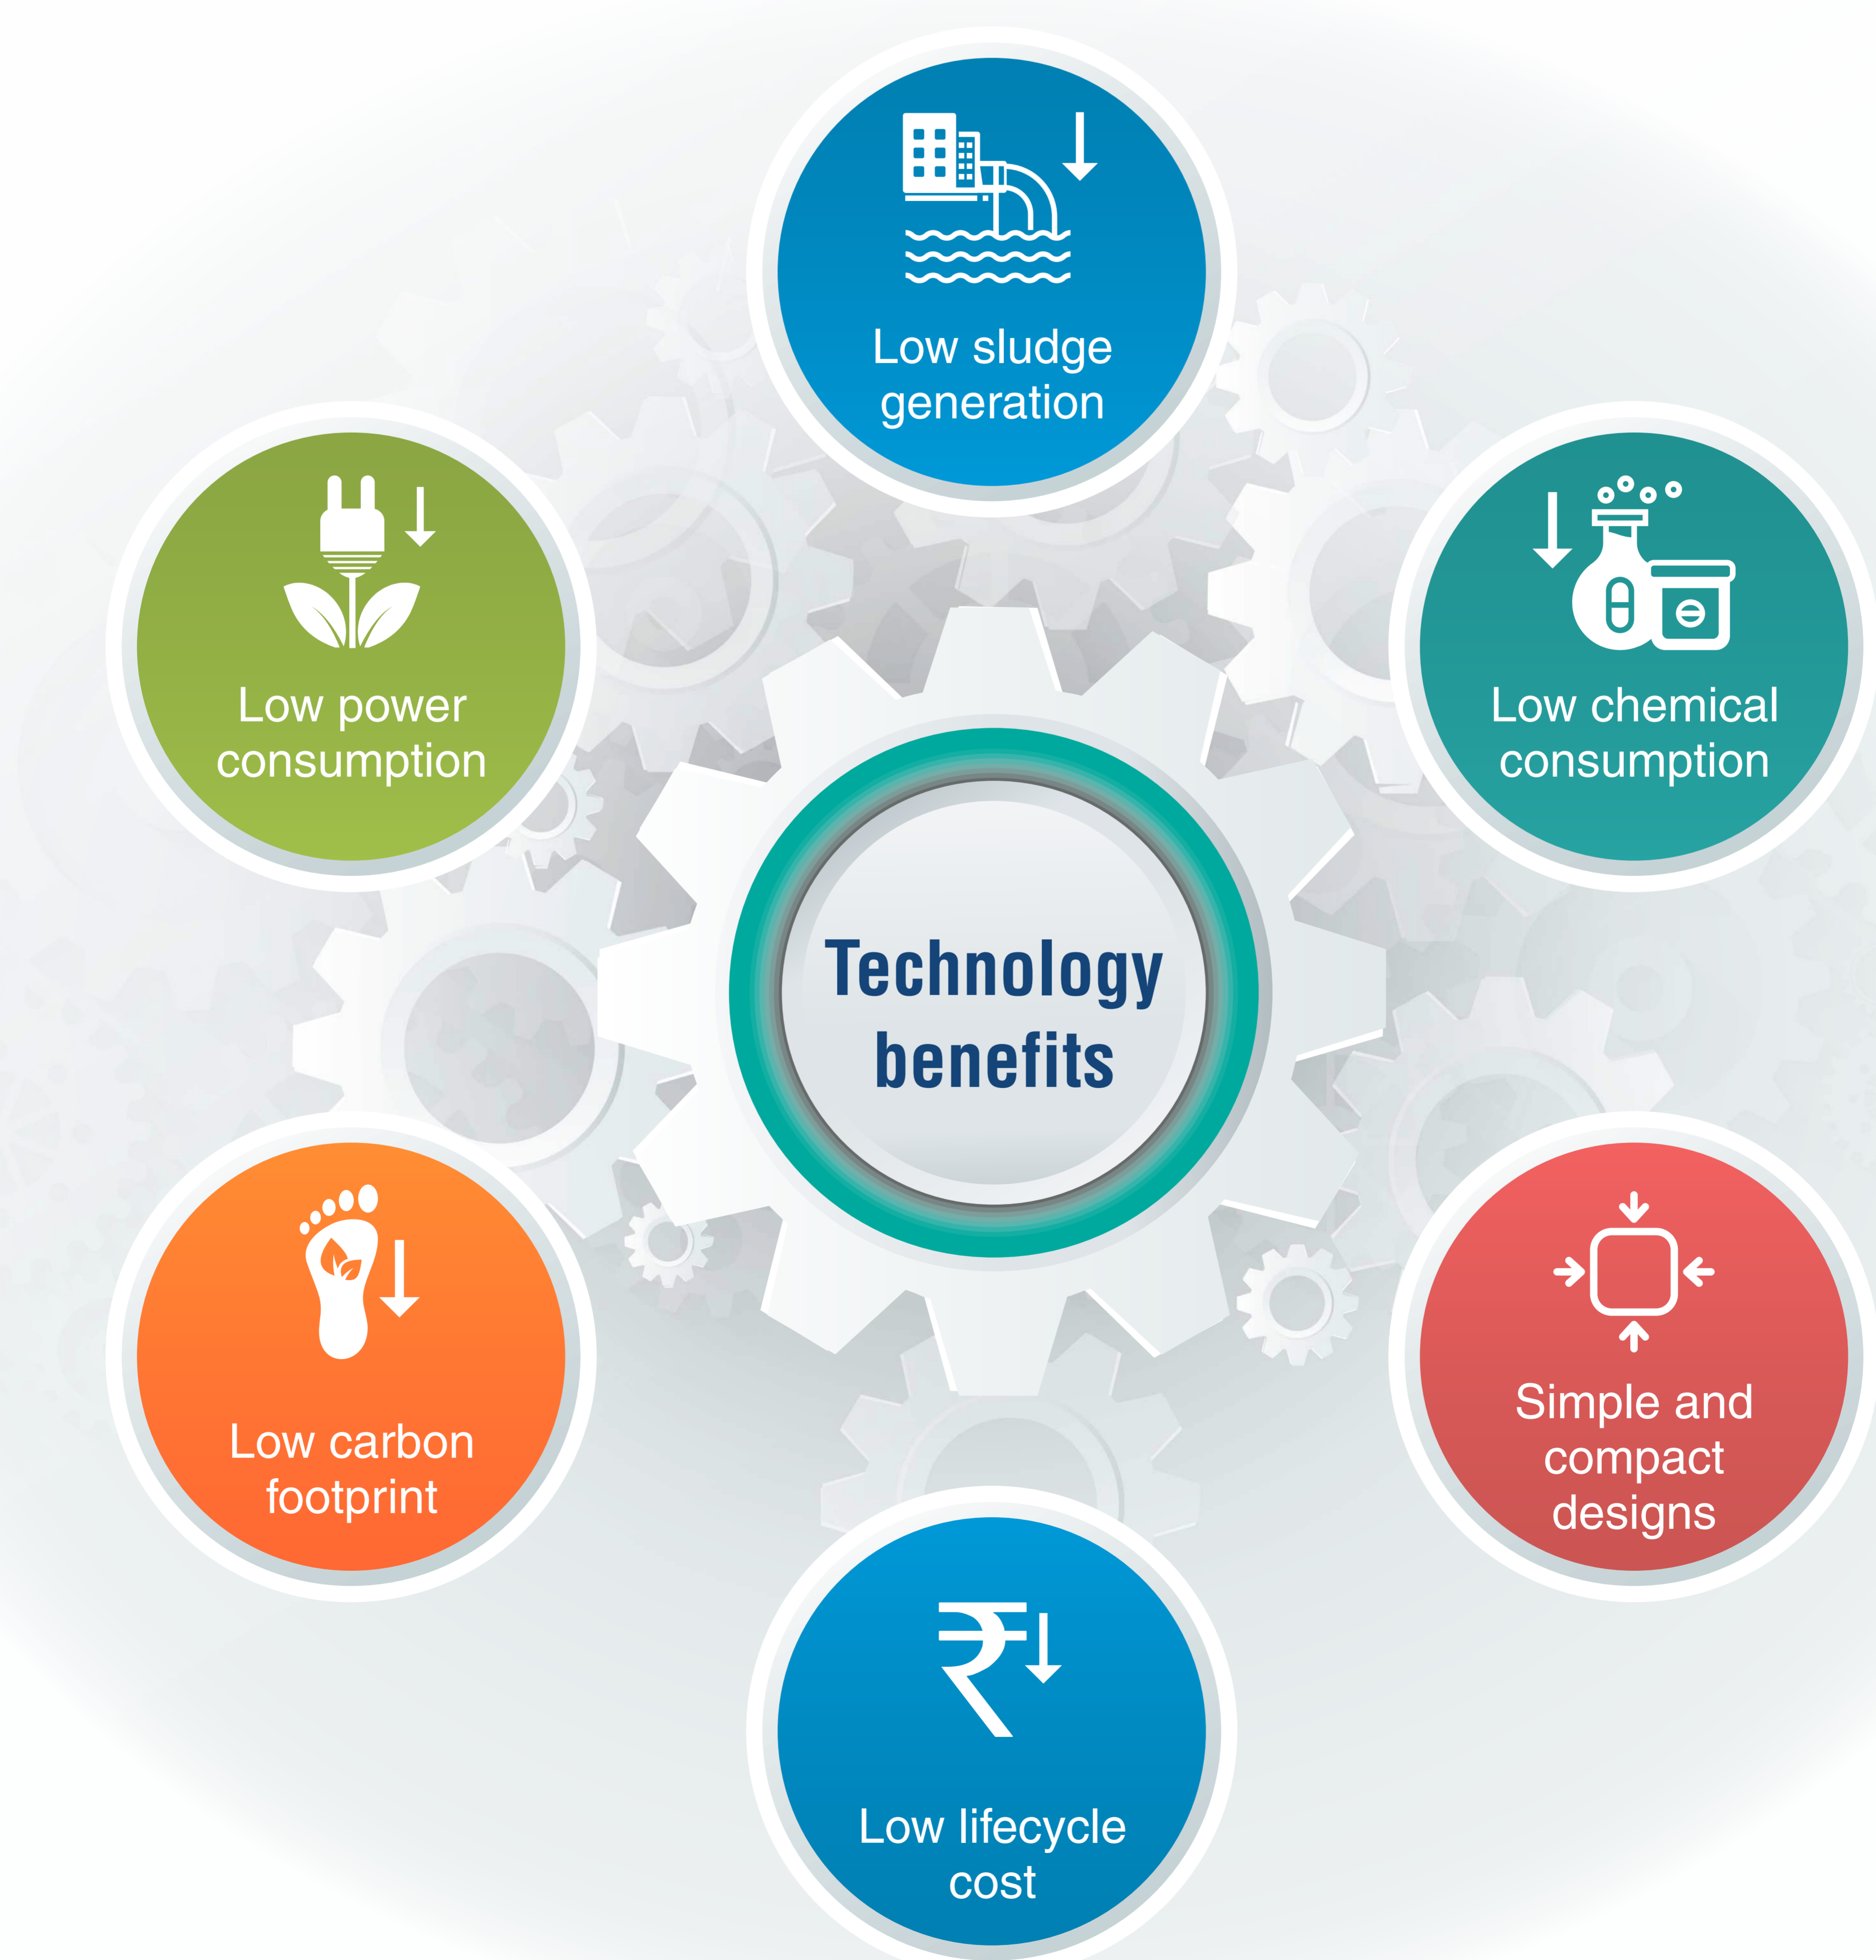 Low sludge
generation
Low power
consumption
Low chemical
consumption
Technology
benefits
Low carbon
footprint
Simple and
compact
designs
₹
Low lifecycle
cost